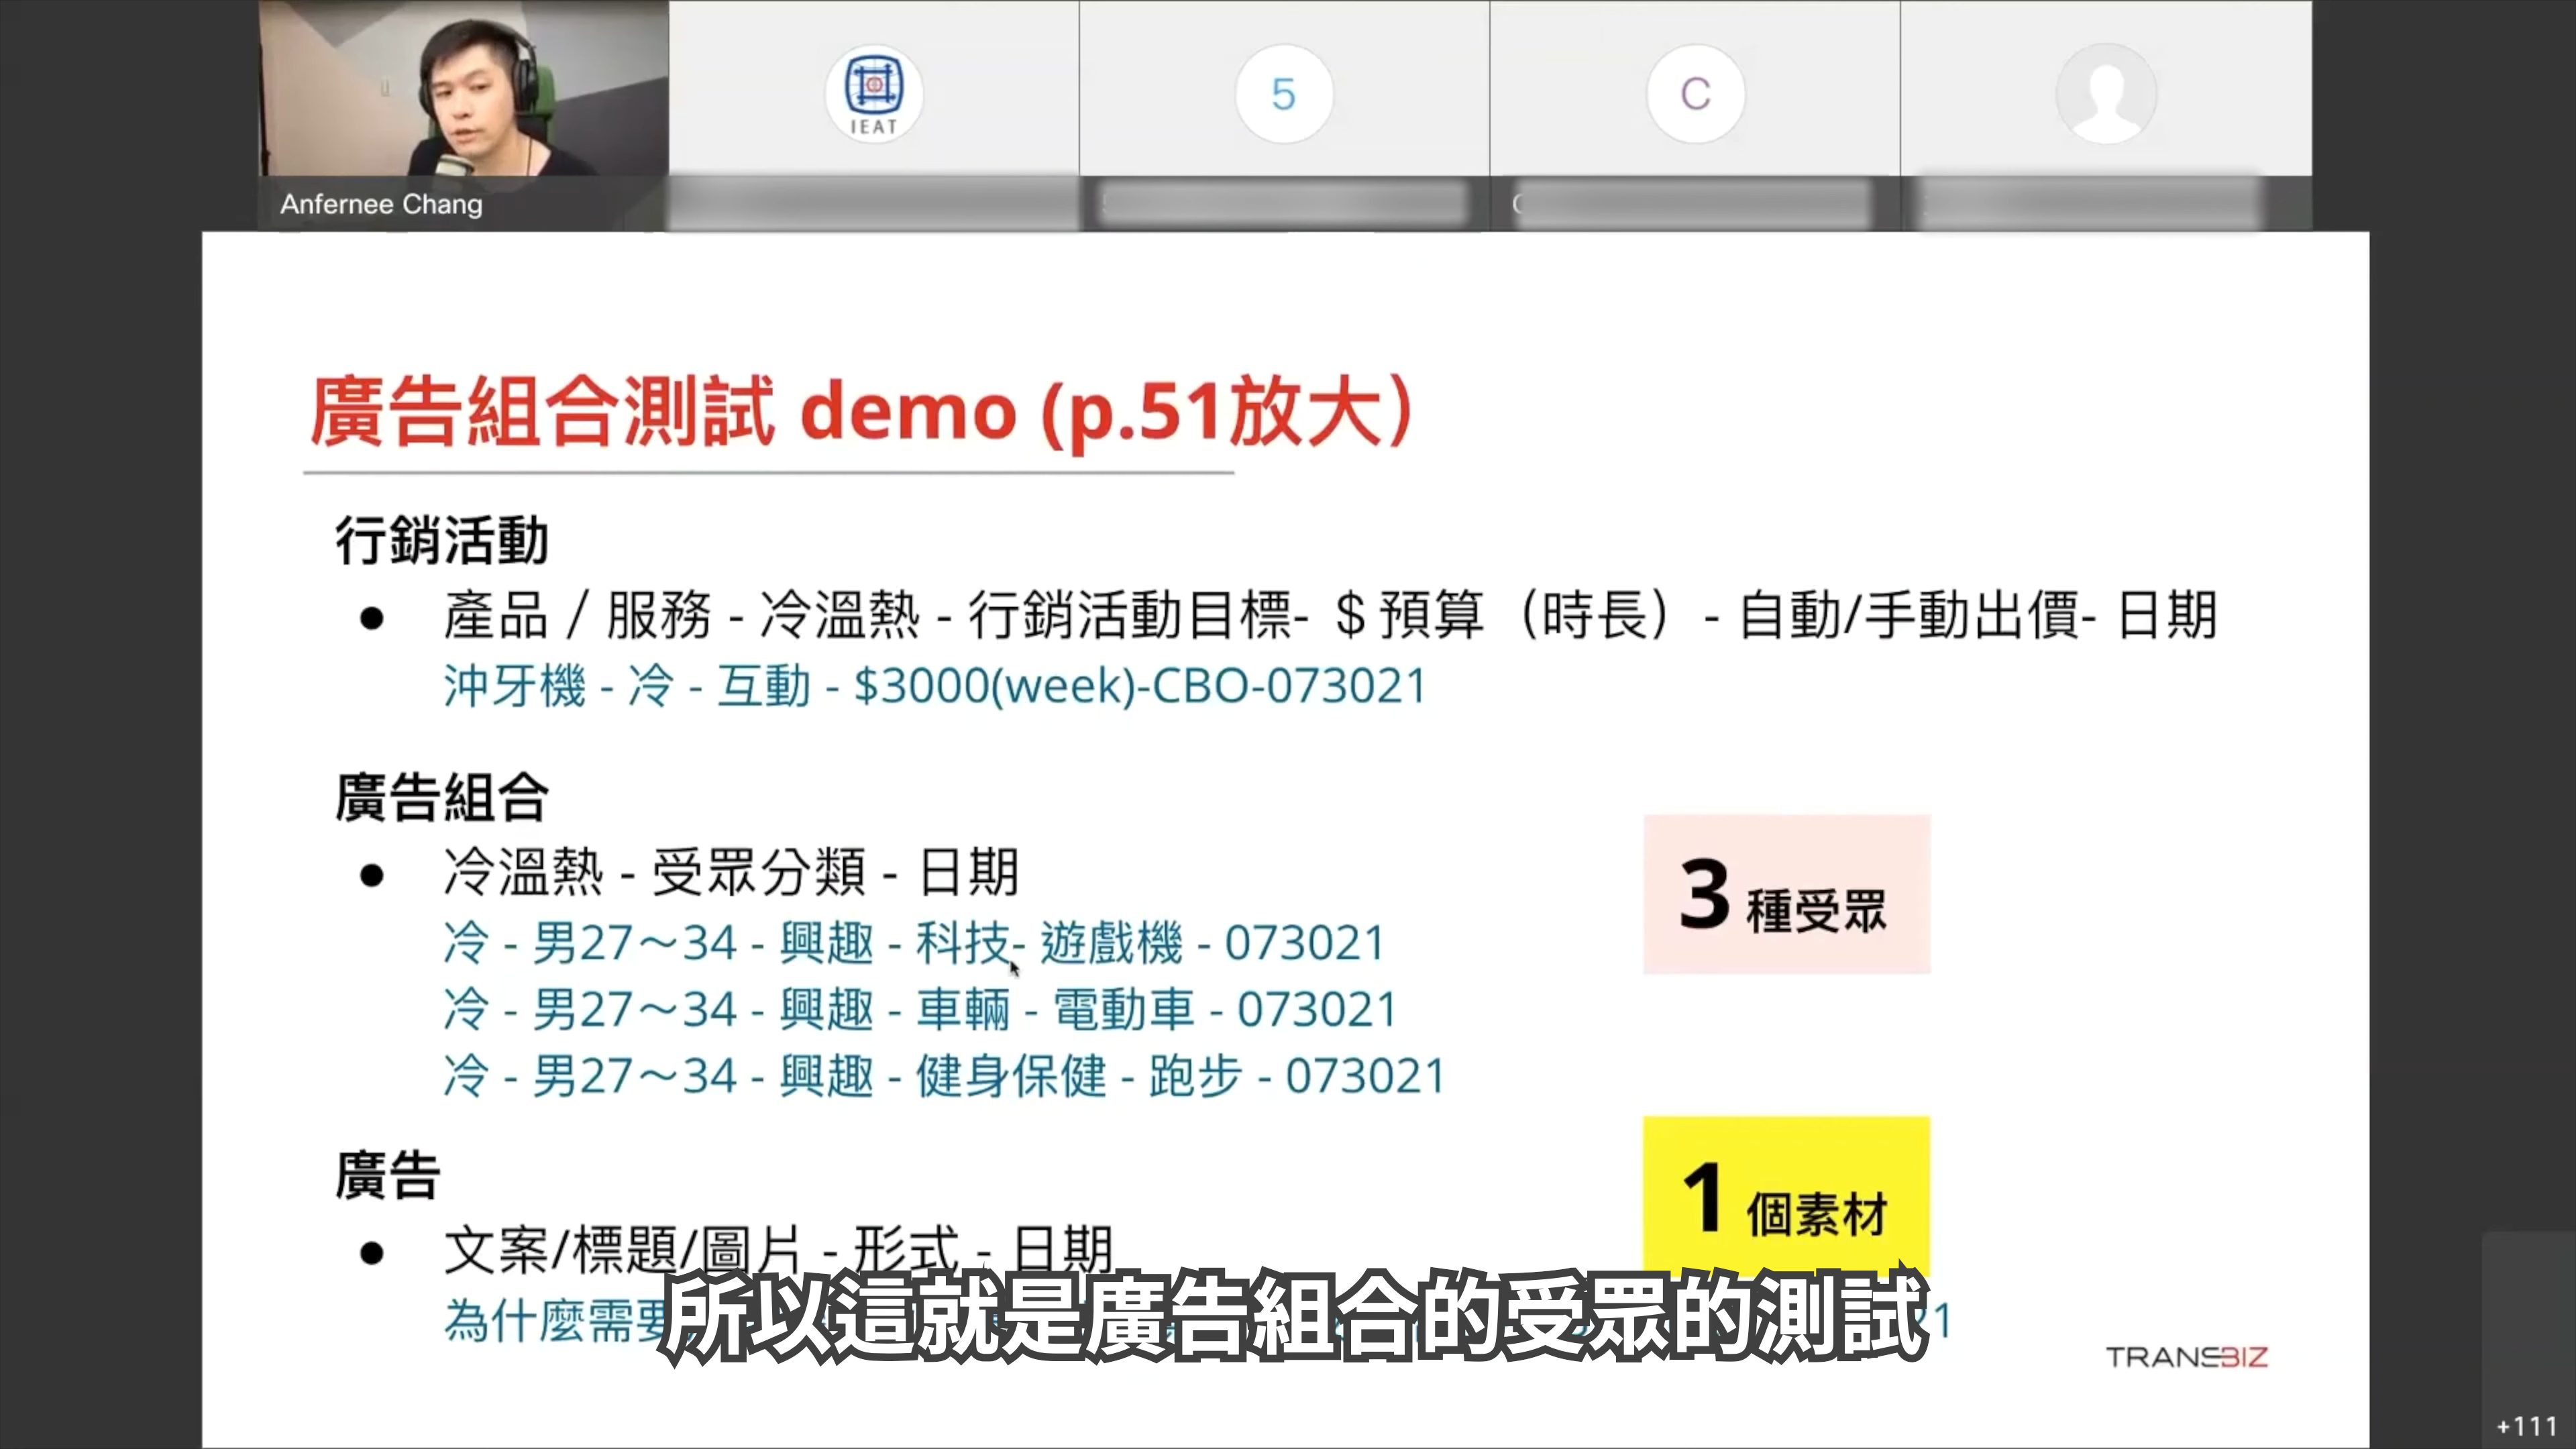 IEAT
5
C
Anfernee Chang
廣告組合測試 demo (p.51放大)
行銷活動
● 產品 / 服務 - 冷溫熱 - 行銷活動目標- $ 預算（時長）- 自動/手動出價- 日期
沖牙機 - 冷 - 互動 - $3000(week)-CBO-073021
廣告組合
● 冷溫熱 - 受眾分類 - 日期
冷 - 男27～34 - 興趣 - 科技- 遊戲機 - 073021
冷 - 男27～34 - 興趣 - 車輛 - 電動車 - 073021
冷 - 男27～34 - 興趣 - 健身保健 - 跑步 - 073021
3 種受眾
廣告
● 文案/標題/圖片 - 形式 - 日期
為什麼需要
1 個素材
所以這就是廣告組合的受眾的測試
TRANSBIZ
+111